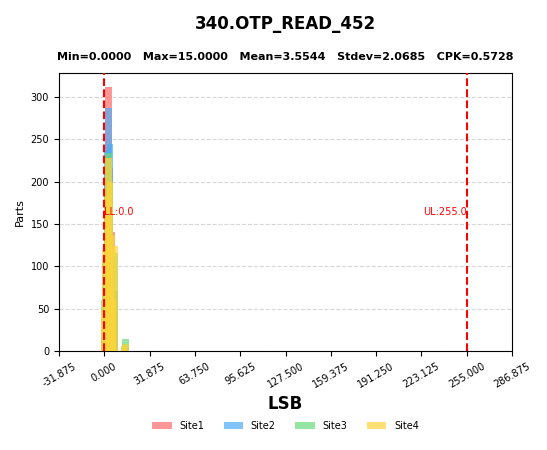 340.OTP_READ_452
Min=0.0000 Max=15.0000 Mean=3.5544 Stdev=2.0685 CPK=0.5728
300
250
200
150
100
50
0
Parts
LL:0.0
UL:255.0
-31.875 0.000 31.875 63.750 95.625 127.500 159.375 191.250 223.125 255.000 286.875
LSB
Site1 Site2 Site3 Site4